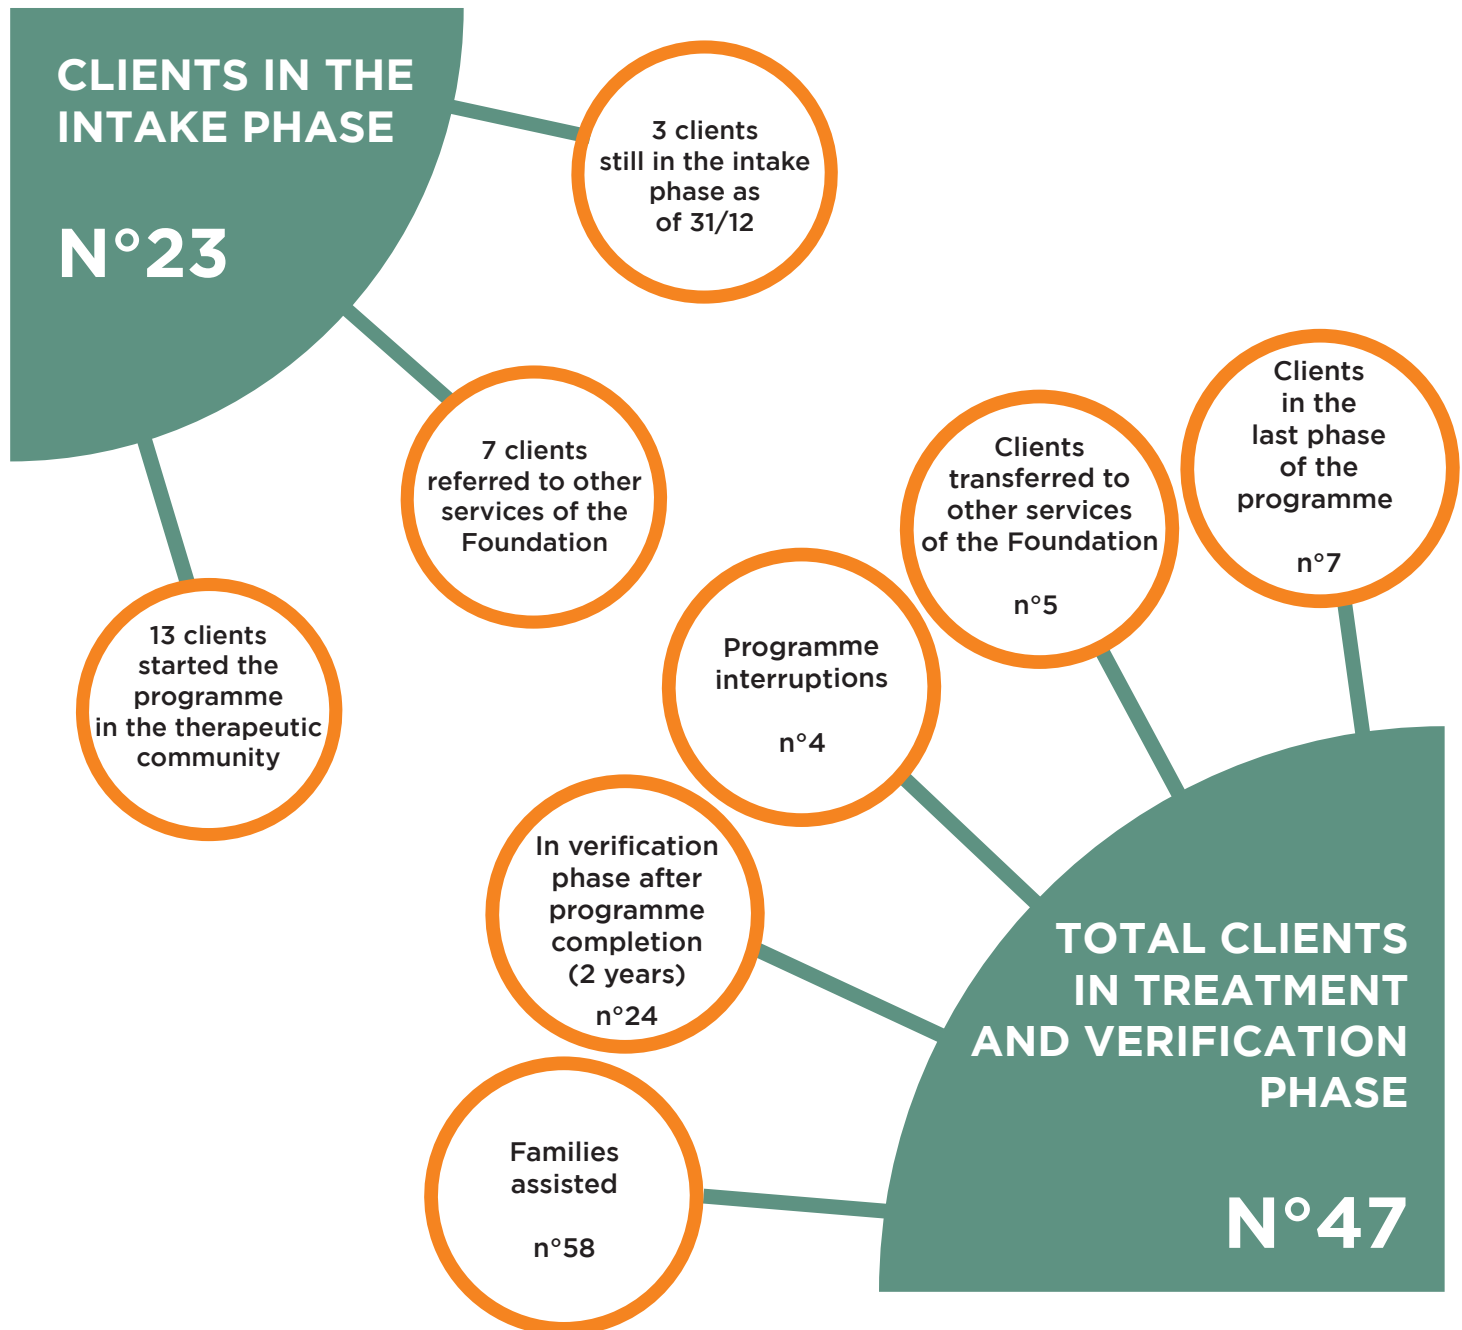 CLIENTS IN THE
INTAKE PHASE
N°23
3 clients
still in the intake
phase as
of 31/12
7 clients
referred to other
services of the
Foundation
13 clients
started the
programme
in the therapeutic
community
Clients
in the
last phase
of the
programme
n°7
Clients
transferred to
other services
of the Foundation
n°5
Programme
interruptions
n°4
In verification
phase after
programme
completion
(2 years)
n°24
Families
assisted
n°58
TOTAL CLIENTS
IN TREATMENT
AND VERIFICATION
PHASE
N°47